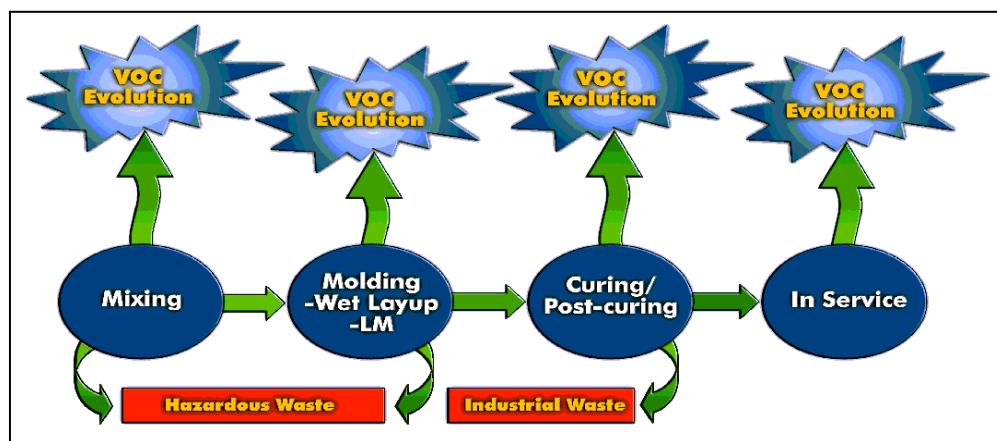 VOC
Evolution
VOC
Evolution
VOC
Evolution
VOC
Evolution
Mixing
Molding
-Wet Layup
-LM
Curing/
Post-curing
In Service
Hazardous Waste
Industrial Waste